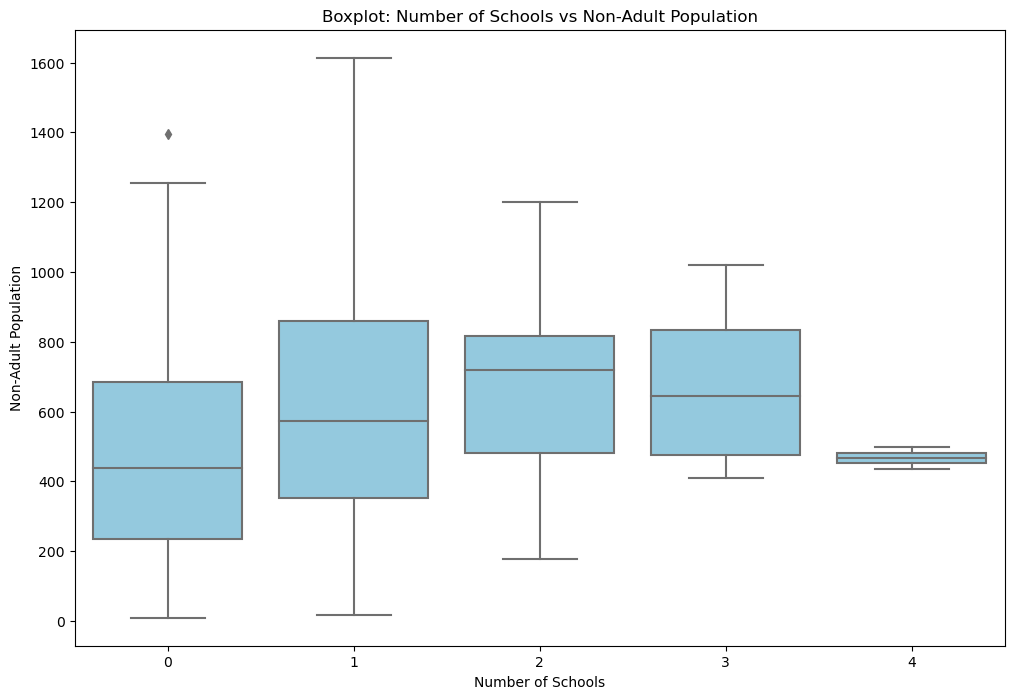 Boxplot: Number of Schools vs Non-Adult Population
1600
1400
1200
1000
800
600
400
200
0
Non-Adult Population
0 1 2 3 4
Number of Schools